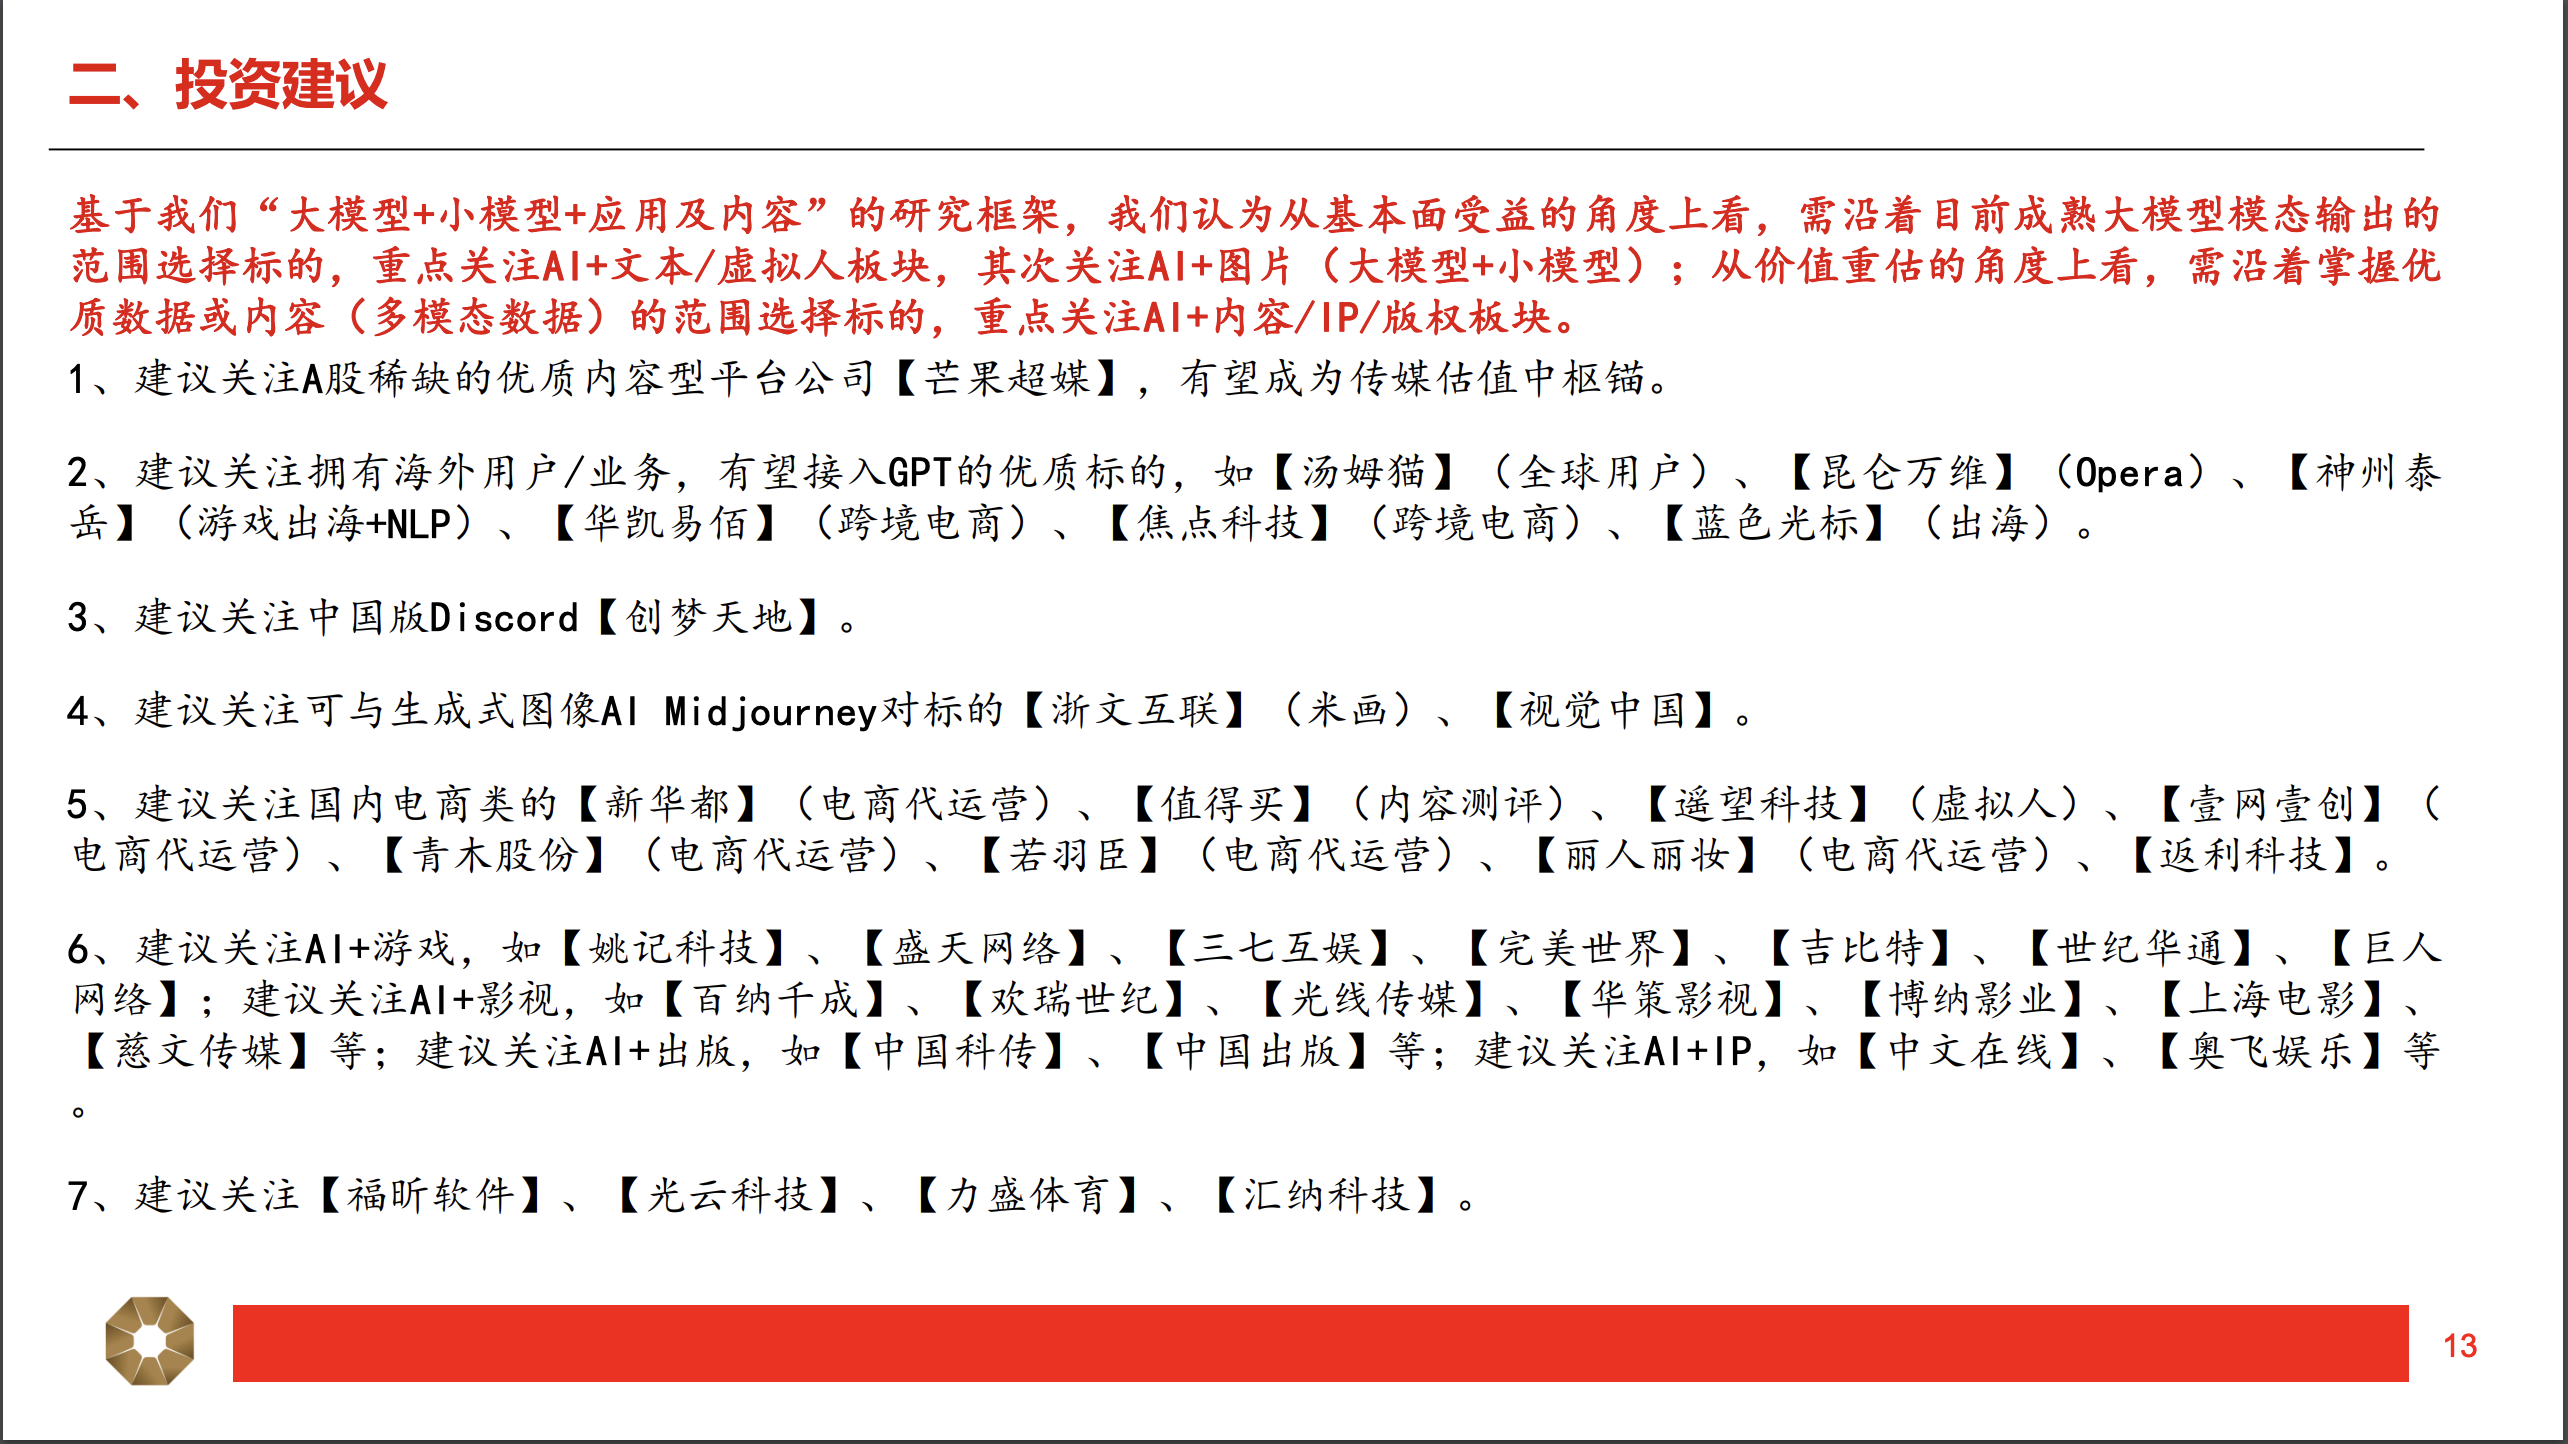 二、投资建议
基于我们“大模型+小模型+应用及内容”的研究框架，我们认为从基本面受益的角度上看，需沿着目前成熟大模型模态输出的
范围选择标的，重点关注AI+文本/虚拟人板块，其次关注AI+图片（大模型+小模型）；从价值重估的角度上看，需沿着掌握优
质数据或内容（多模态数据）的范围选择标的，重点关注AI+内容/IP/版权板块。
1、建议关注A股稀缺的优质内容型平台公司【芒果超媒】，有望成为传媒估值中枢锚。
2、建议关注拥有海外用户/业务，有望接入GPT的优质标的，如【汤姆猫】（全球用户）、【昆仑万维】（Opera）、【神州泰
岳】（游戏出海+NLP）、【华凯易佰】（跨境电商）、【焦点科技】（跨境电商）、【蓝色光标】（出海）。
3、建议关注中国版Discord【创梦天地】。
4、建议关注可与生成式图像AI Midjourney对标的【浙文互联】（米画）、【视觉中国】。
5、建议关注国内电商类的【新华都】（电商代运营）、【值得买】（内容测评）、【遥望科技】（虚拟人）、【壹网壹创】（
电商代运营）、【青木股份】（电商代运营）、【若羽臣】（电商代运营）、【丽人丽妆】（电商代运营）、【返利科技】。
6、建议关注AI+游戏，如【姚记科技】、【盛天网络】、【三七互娱】、【完美世界】、【吉比特】、【世纪华通】、【巨人
网络】；建议关注AI+影视，如【百纳千成】、【欢瑞世纪】、【光线传媒】、【华策影视】、【博纳影业】、【上海电影】、
【慈文传媒】等；建议关注AI+出版，如【中国科传】、【中国出版】等；建议关注AI+IP，如【中文在线】、【奥飞娱乐】等
。
7、建议关注【福昕软件】、【光云科技】、【力盛体育】、【汇纳科技】。
13